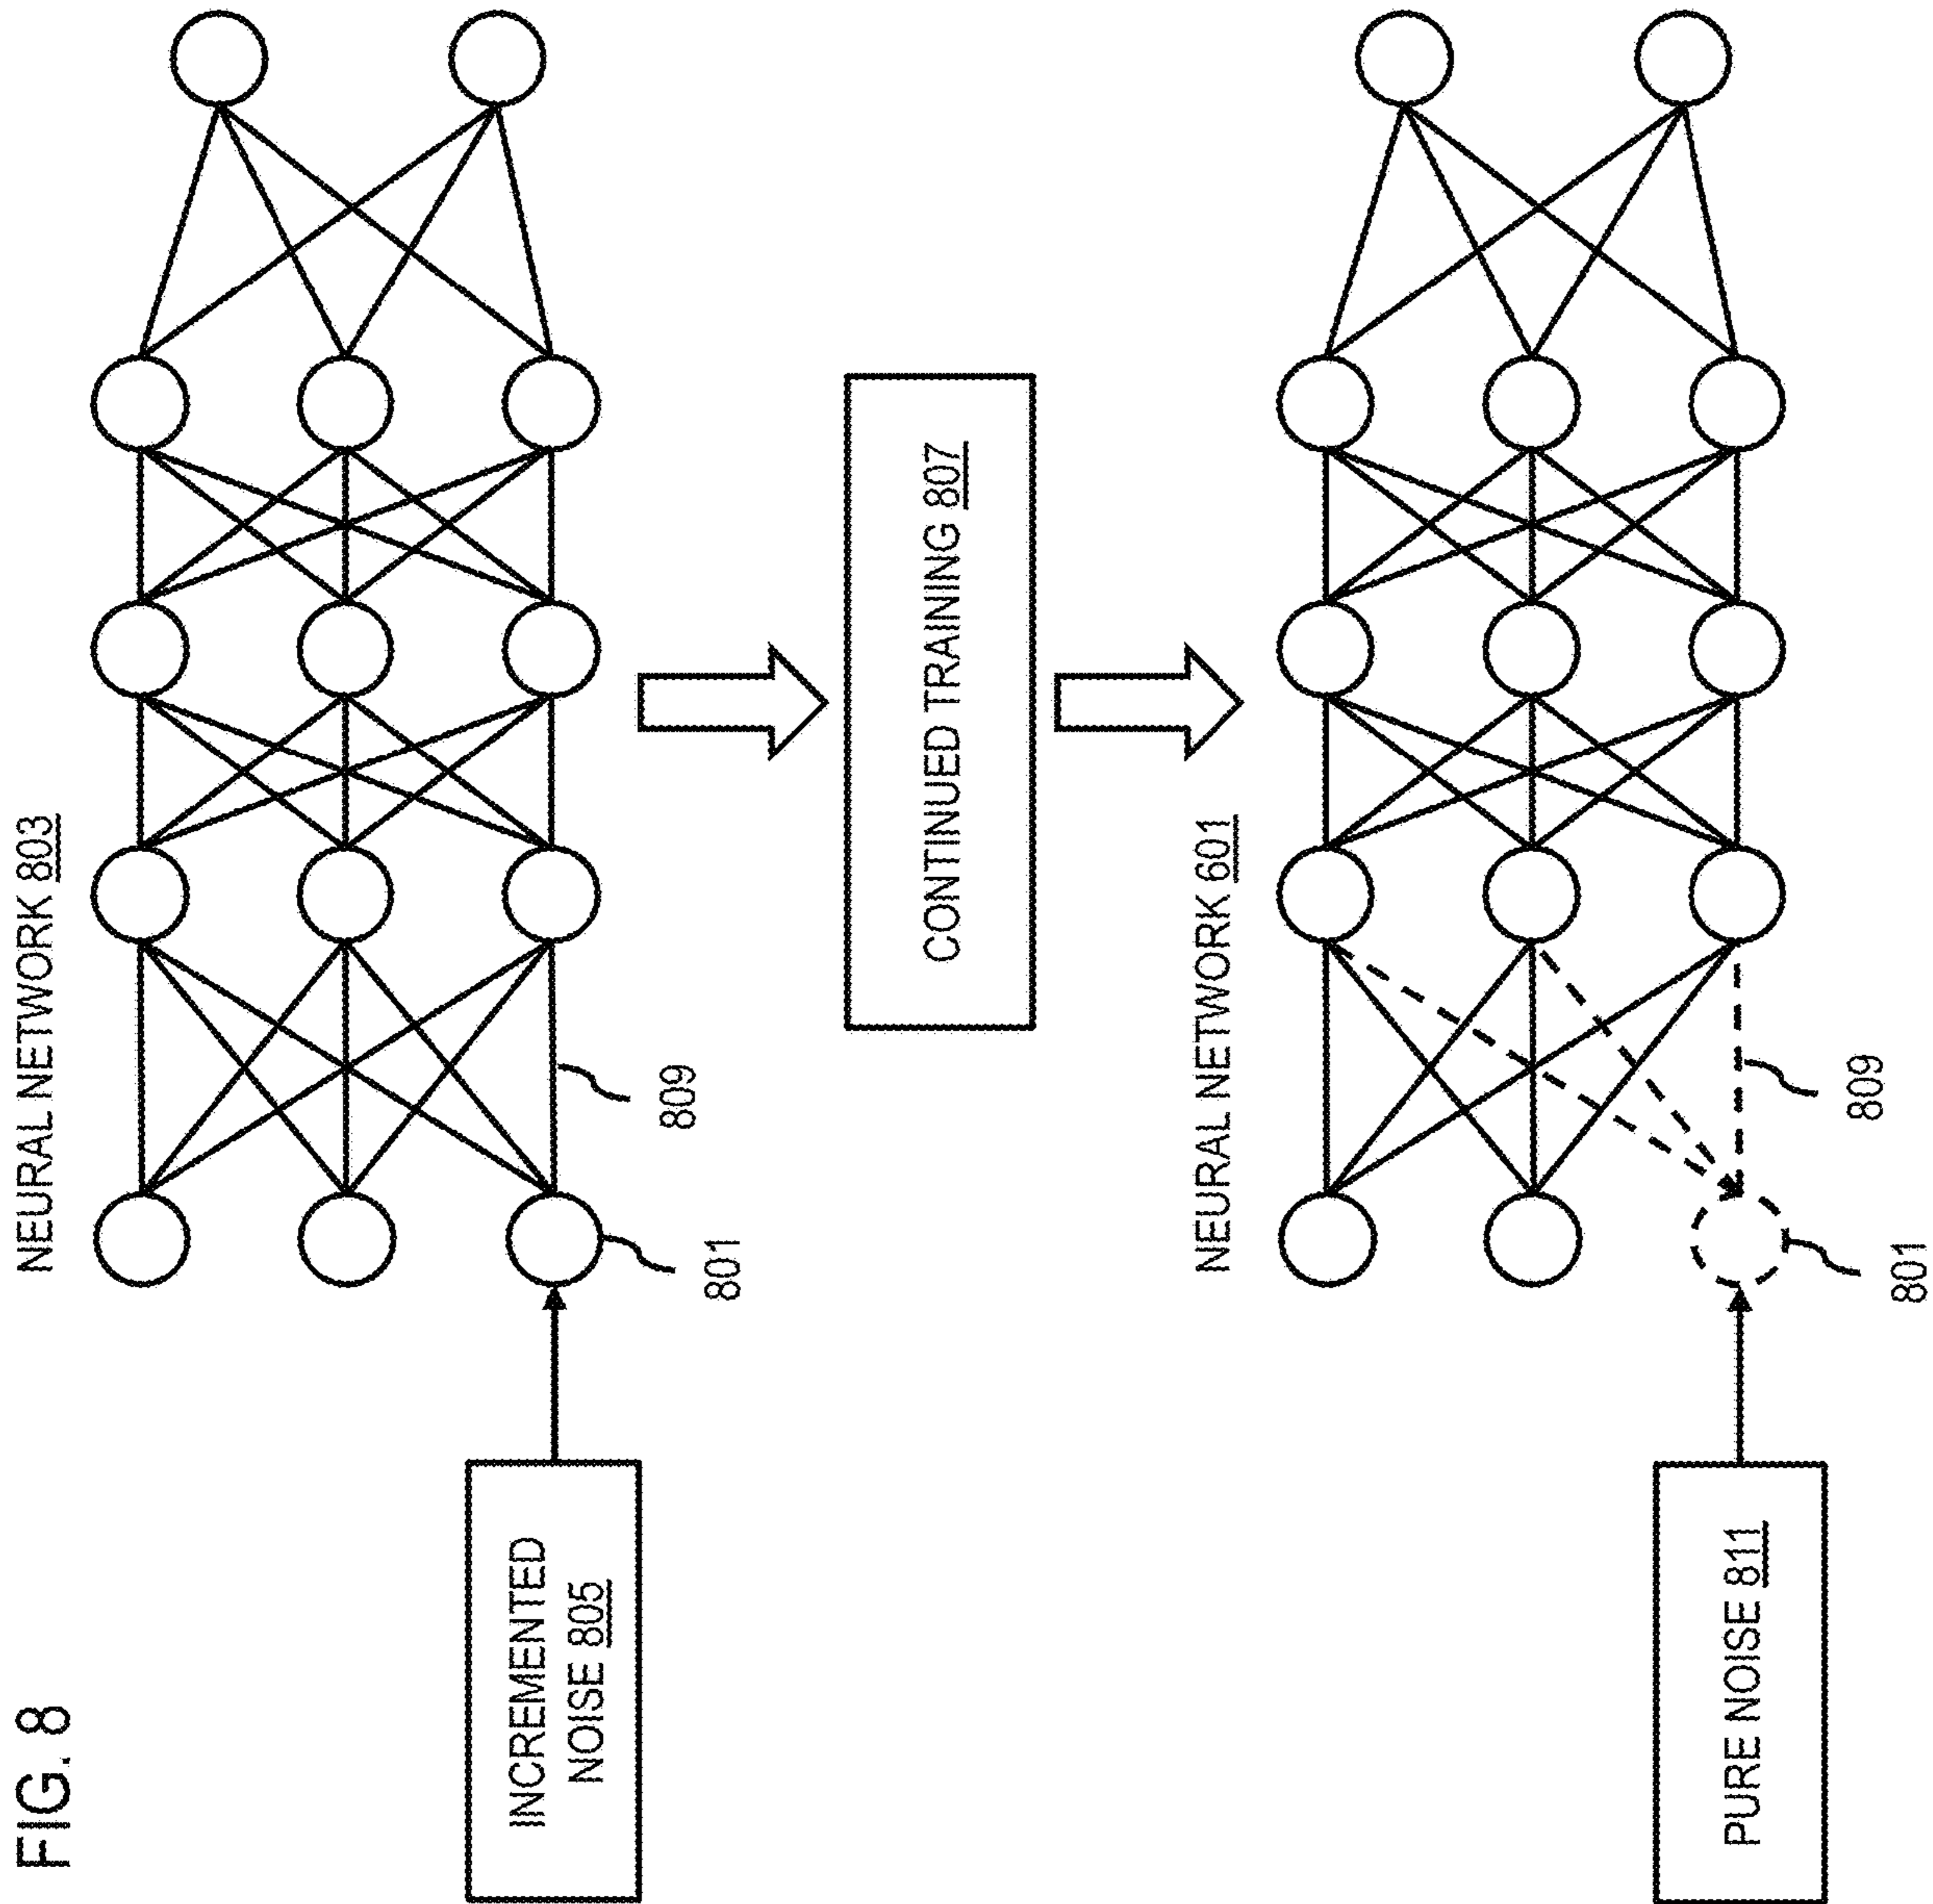 FIG. 8
NEURAL NETWORK 803
INCREMENTED
NOISE 805
801
809
CONTINUED TRAINING 807
NEURAL NETWORK 601
PURE NOISE 811
801
809